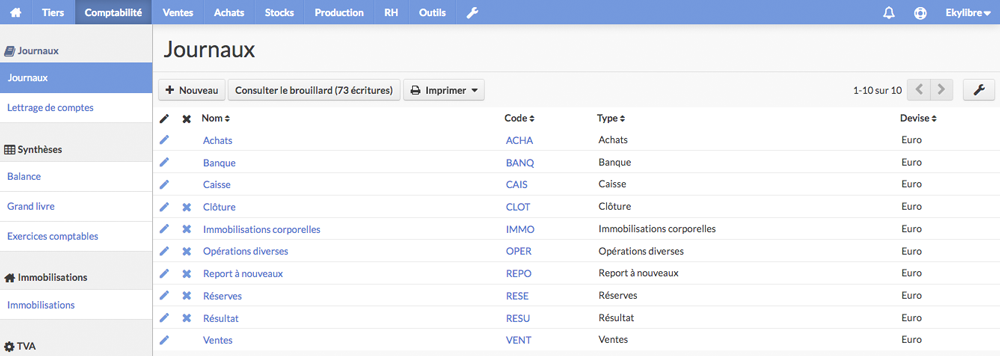 Tiers Comptabilité Ventes Achats Stocks Production RH Outils Ekylibre
Journaux
Journaux
Lettrage de comptes
Synthèses
Balance
Grand livre
Exercices comptables
Immobilisations
Immobilisations
TVA
Journaux
Nouveau Consulter le brouillard (73 écritures) Imprimer 1-10 sur 10
Nom Code Type Devise
Achats ACHA Achats Euro
Banque BANQ Banque Euro
Caisse CAIS Caisse Euro
Clôture CLOT Clôture Euro
Immobilisations corporelles IMMO Immobilisations corporelles Euro
Opérations diverses OPER Opérations diverses Euro
Report à nouveaux REPO Report à nouveaux Euro
Réserves RESE Réserves Euro
Résultat RESU Résultat Euro
Ventes VENT Ventes Euro